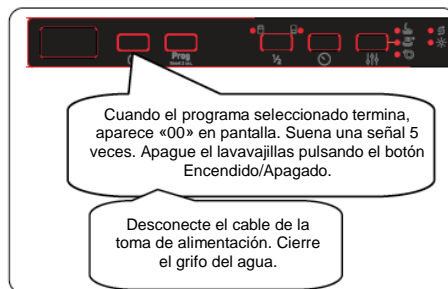 Prog
½
Cuando el programa seleccionado termina,
aparece «00» en pantalla. Suena una señal 5
veces. Apague el lavavajillas pulsando el botón
Encendido/Apagado.
Desconecte el cable de la
toma de alimentación. Cierre
el grifo del agua.